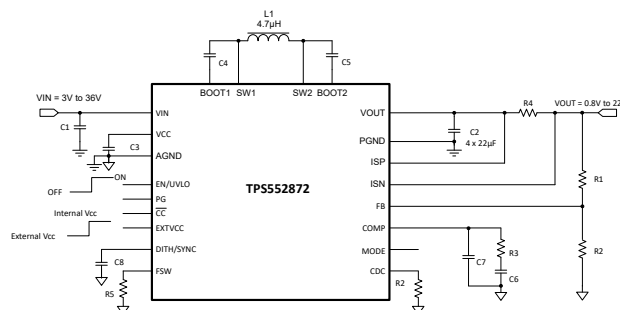 L1
4.7µH
C4
C5
BOOT1 SW1 SW2 BOOT2
VIN = 3V to 36V
VIN
C1
VCC
C3
AGND
ON
OFF
EN/UVLO
PG
Internal Vcc
CC
External Vcc
EXTVCC
DITH/SYNC
C8
FSW
R5
TPS552872
VOUT
R4
VOUT = 0.8V to 22
C2
4 x 22µF
PGND
ISP
ISN
R1
FB
COMP
R2
R3
C7
C6
MODE
CDC
R2